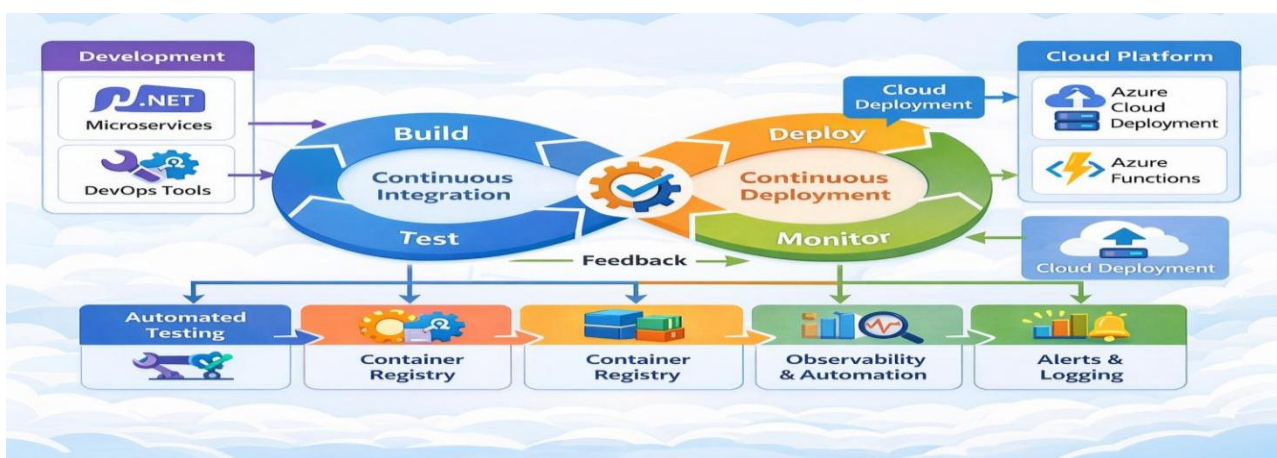 Development
.NET
Microservices
DevOps Tools
Build
Continuous
Integration
Test
Deploy
Continuous
Deployment
Monitor
Feedback
Cloud
Deployment
Cloud Platform
Azure
Cloud
Deployment
Azure
Functions
Cloud Deployment
Automated
Testing
Container
Registry
Container
Registry
Observability
& Automation
Alerts &
Logging